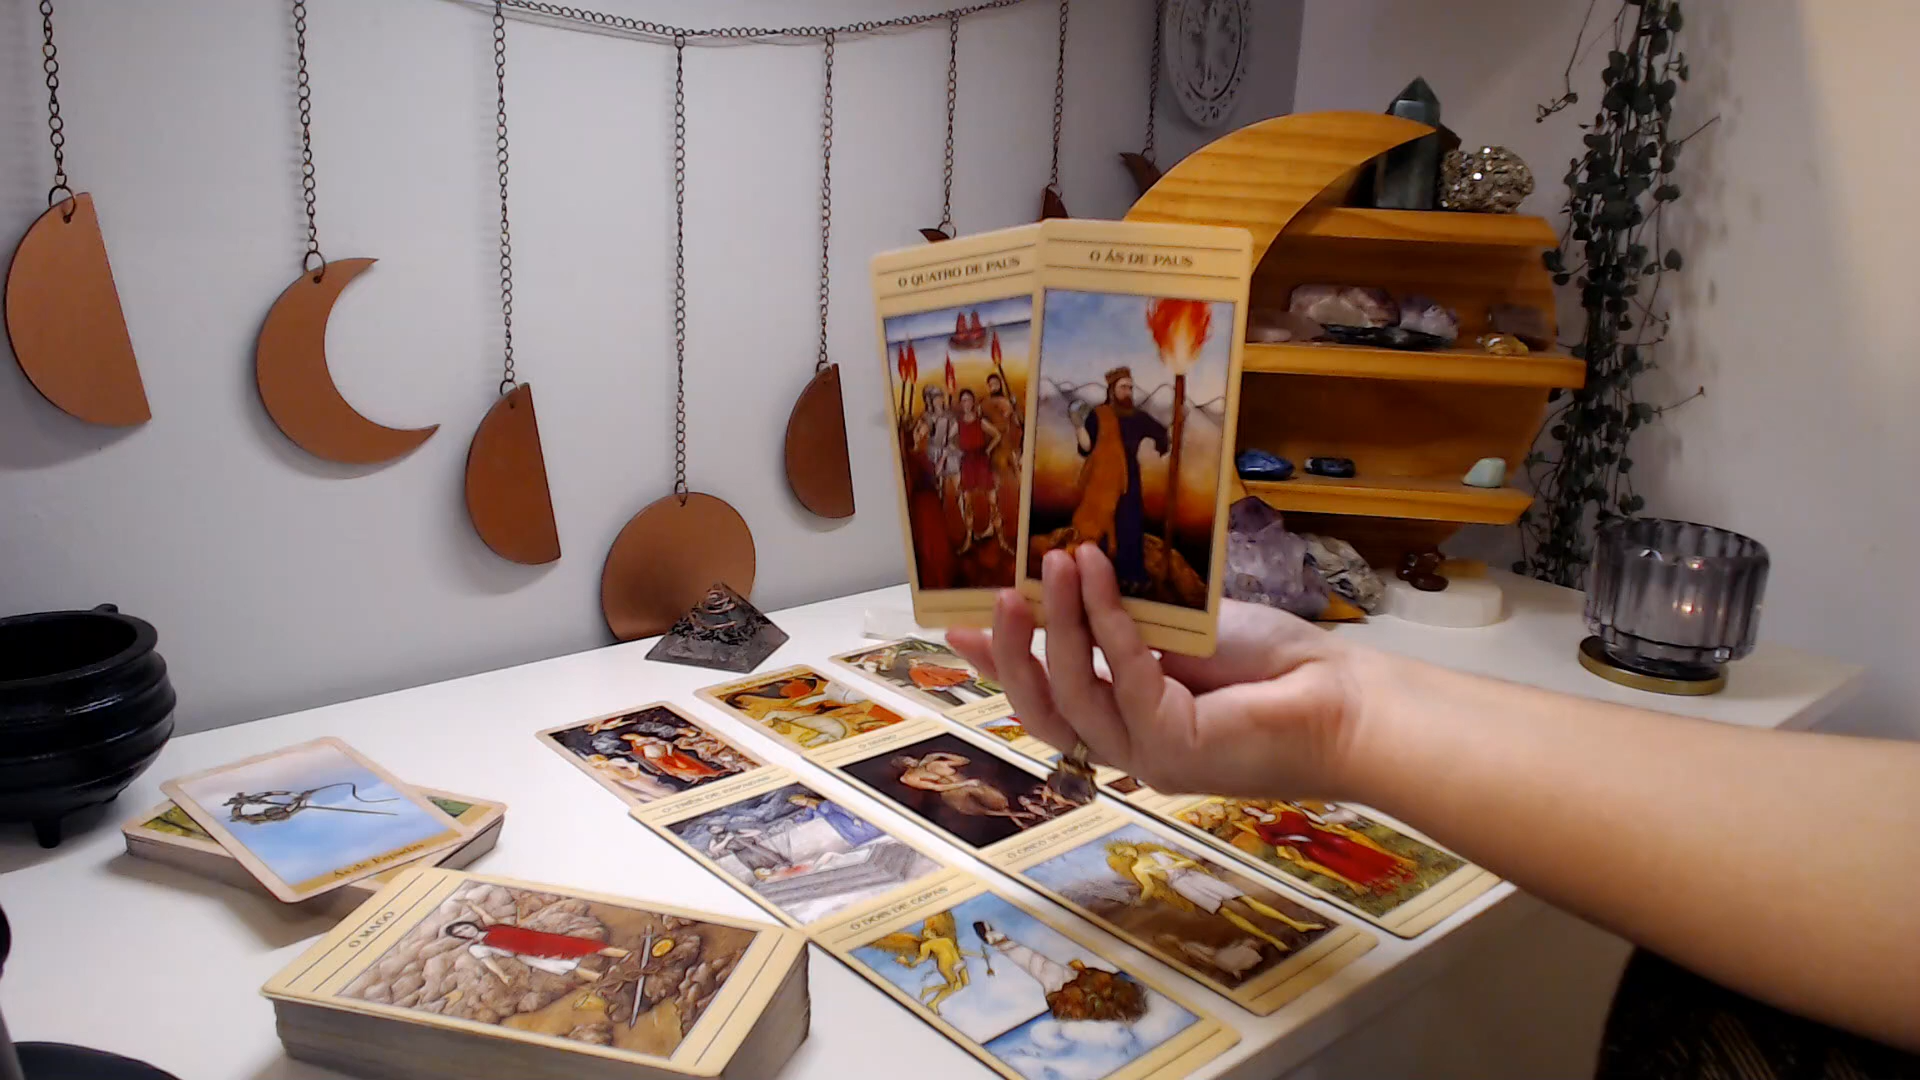 O QUATRO DE PAUS
O ÁS DE PAUS
O DIABO
O TRÊS DE ESPADAS
O CINCO DE ESPADAS
O DOIS DE COPAS
Ás de Espadas
O MAGO